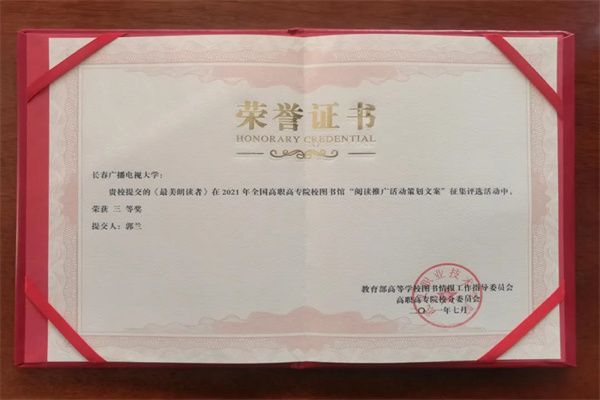 荣誉证书
HONORARY CREDENTIAL
长春广播电视大学：
贵校提交的《最美朗读者》在 2021 年全国高职高专院校图书馆“阅读推广活动策划文案”征集评选活动中，
荣获 三 等奖
提交人：郭兰
教育部高等学校图书情报工作指导委员会
高职高专院校分委员会
二〇二一年七月